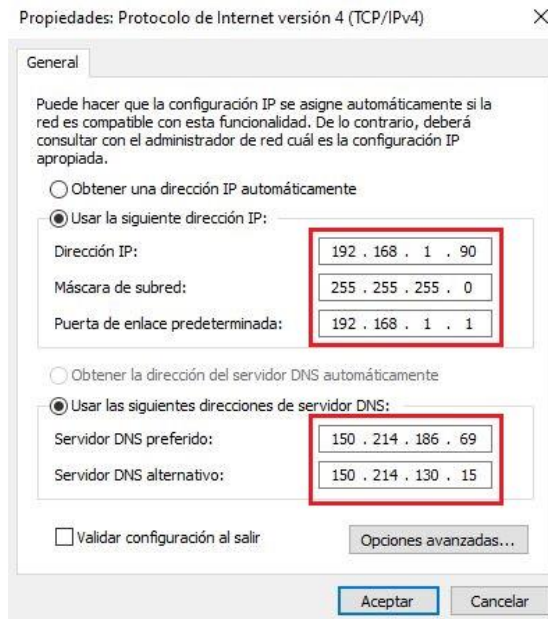 Propiedades: Protocolo de Internet versión 4 (TCP/IPv4)
General
Puede hacer que la configuración IP se asigne automáticamente si la
red es compatible con esta funcionalidad. De lo contrario, deberá
consultar con el administrador de red cuál es la configuración IP
apropiada.
Obtener una dirección IP automáticamente
Usar la siguiente dirección IP:
Dirección IP: 192 . 168 . 1 . 90
Máscara de subred: 255 . 255 . 255 . 0
Puerta de enlace predeterminada: 192 . 168 . 1 . 1
Obtener la dirección del servidor DNS automáticamente
Usar las siguientes direcciones de servidor DNS:
Servidor DNS preferido: 150 . 214 . 186 . 69
Servidor DNS alternativo: 150 . 214 . 130 . 15
Validar configuración al salir Opciones avanzadas...
Aceptar Cancelar